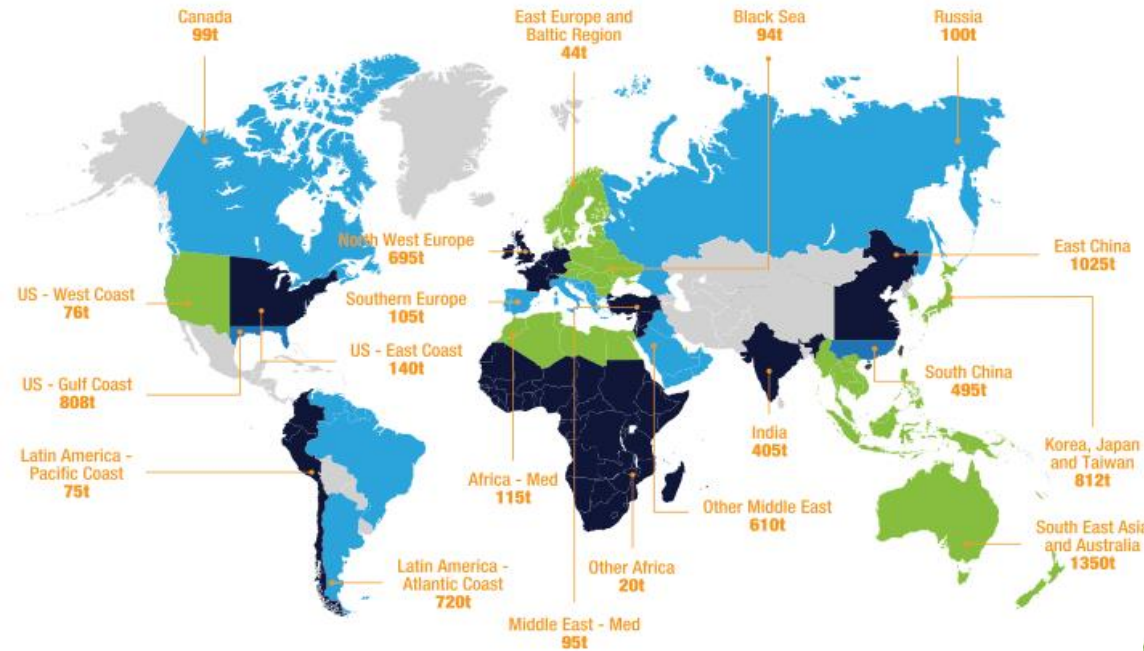 Canada
99t
East Europe and
Baltic Region
44t
Black Sea
94t
Russia
100t
North West Europe
695t
East China
1025t
US - West Coast
76t
Southern Europe
105t
US - East Coast
140t
US - Gulf Coast
808t
South China
495t
India
405t
Latin America -
Pacific Coast
75t
Africa - Med
115t
Korea, Japan
and Taiwan
812t
Other Middle East
610t
South East Asia
and Australia
1350t
Other Africa
20t
Latin America -
Atlantic Coast
720t
Middle East - Med
95t